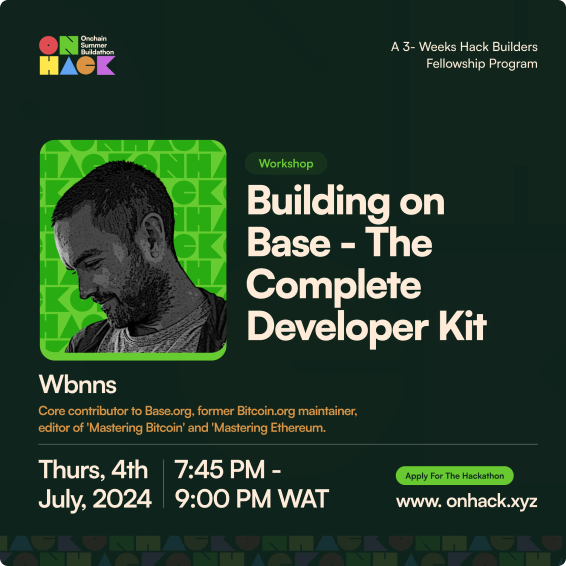 ON
HACK
Onchain
Summer
Buildathon
A 3- Weeks Hack Builders
Fellowship Program
Workshop
Building on
Base - The
Complete
Developer Kit
Wbnns
Core contributor to Base.org, former Bitcoin.org maintainer,
editor of 'Mastering Bitcoin' and 'Mastering Ethereum.
Thurs, 4th
July, 2024
7:45 PM -
9:00 PM WAT
Apply For The Hackathon
www. onhack.xyz